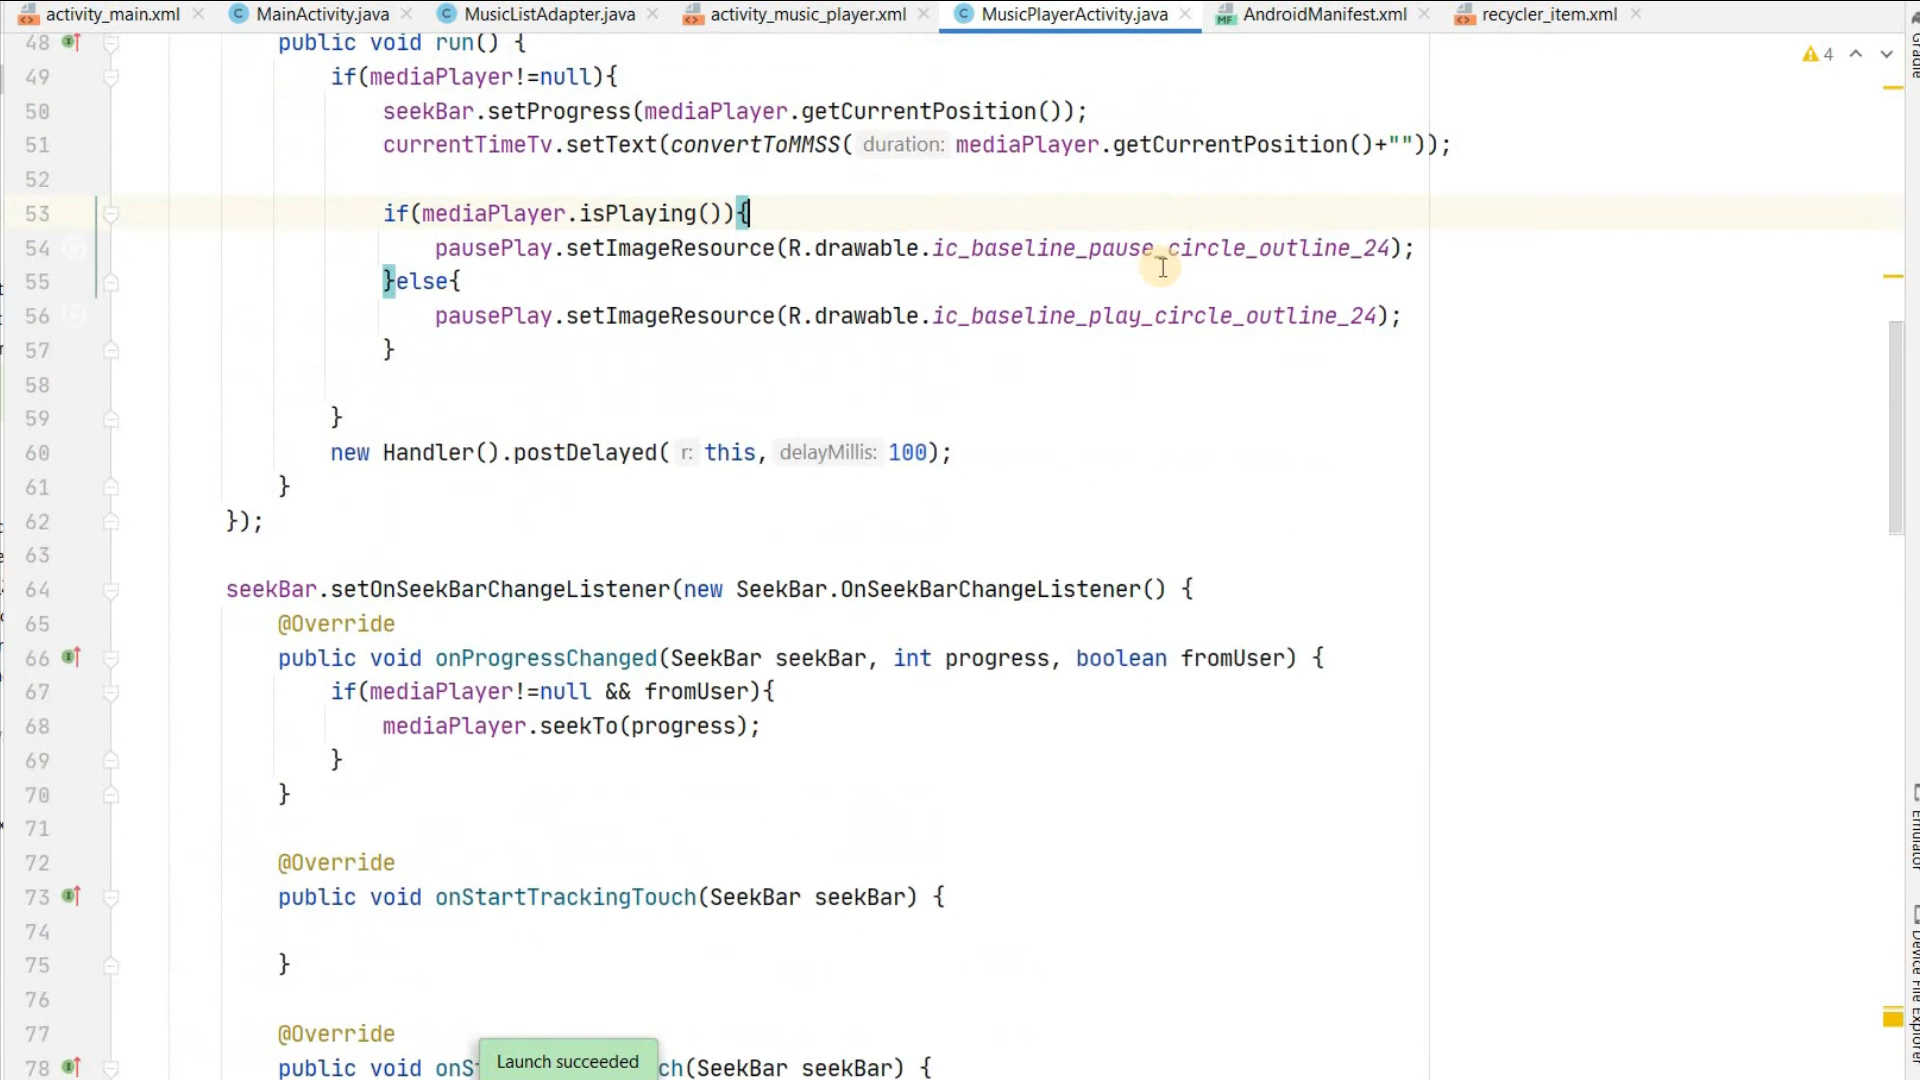 activity_main.xml MainActivity.java MusicListAdapter.java activity_music_player.xml MusicPlayerActivity.java AndroidManifest.xml recycler_item.xml
Gradle
4
48 public void run() {
49 if(mediaPlayer!=null){
50 seekBar.setProgress(mediaPlayer.getCurrentPosition());
51 currentTimeTv.setText(convertToMMSS( duration: mediaPlayer.getCurrentPosition()+""));
52
53 if(mediaPlayer.isPlaying()){
54 pausePlay.setImageResource(R.drawable.ic_baseline_pause_circle_outline_24);
55 }else{
56 pausePlay.setImageResource(R.drawable.ic_baseline_play_circle_outline_24);
57 }
58
59 }
60 new Handler().postDelayed( r: this, delayMillis: 100);
61 }
62 });
63
64 seekBar.setOnSeekBarChangeListener(new SeekBar.OnSeekBarChangeListener() {
65 @Override
66 public void onProgressChanged(SeekBar seekBar, int progress, boolean fromUser) {
67 if(mediaPlayer!=null && fromUser){
68 mediaPlayer.seekTo(progress);
69 }
70 }
71
72 @Override
73 public void onStartTrackingTouch(SeekBar seekBar) {
74
75 }
76
77 @Override
78 public void onS ch(SeekBar seekBar) {
Launch succeeded
Emulator
Device File Explorer